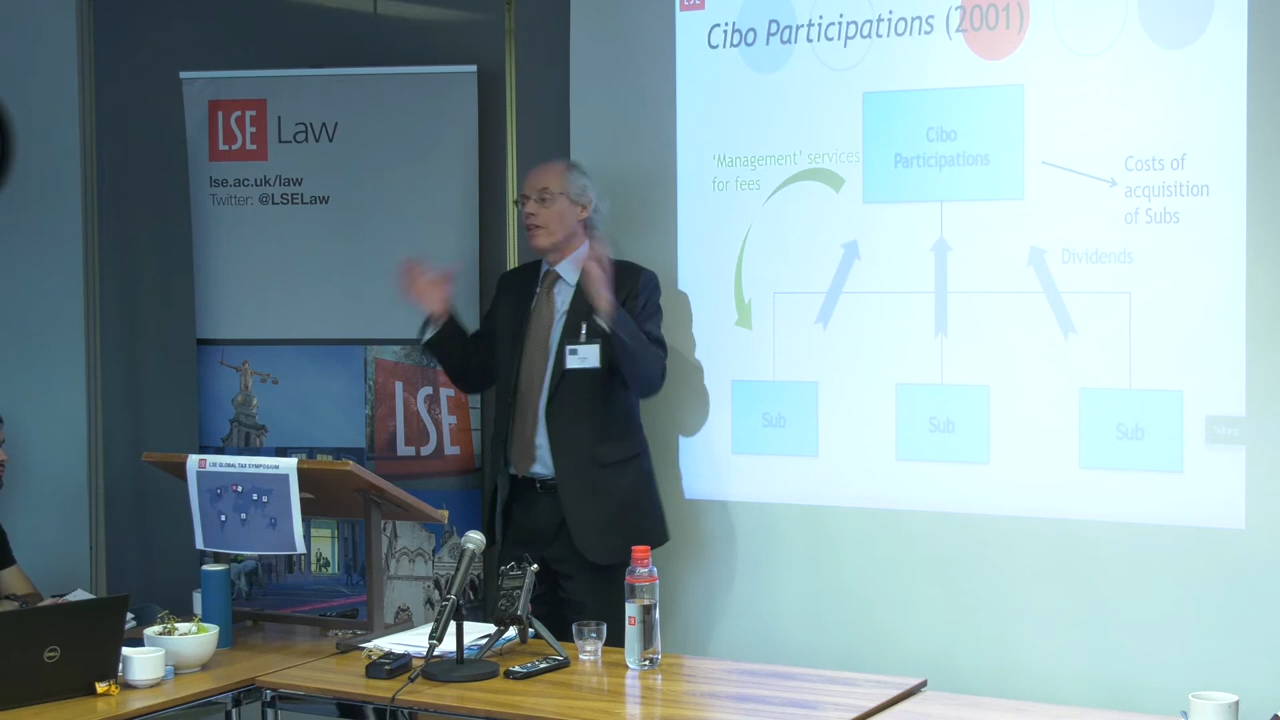 LSE Law
lse.ac.uk/law
Twitter: @LSELaw
LSE
LSE GLOBAL TAX SYMPOSIUM
DELL
LSE
Cibo Participations (2001)
Cibo
Participations
'Management' services
for fees
Costs of
acquisition
of Subs
Dividends
Sub
Sub
Sub